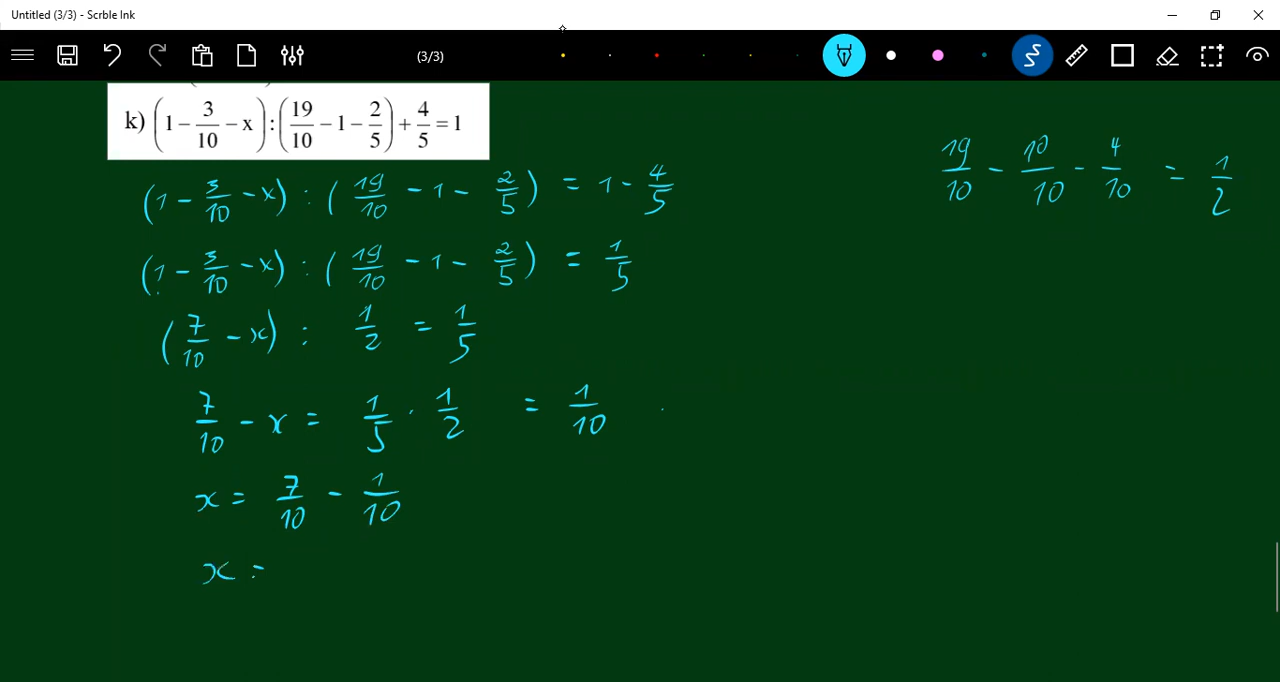 Untitled (3/3) - Scrble Ink
(3/3)
k) (1 - 3/10 - x) : (19/10 - 1 - 2/5) + 4/5 = 1
(1 - 3/10 - x) : (19/10 - 1 - 2/5) = 1 - 4/5
19/10 - 10/10 - 4/10 = 1/2
(1 - 3/10 - x) : (19/10 - 1 - 2/5) = 1/5
(7/10 - x) : 1/2 = 1/5
7/10 - x = 1/5 . 1/2 = 1/10
x = 7/10 - 1/10
x =